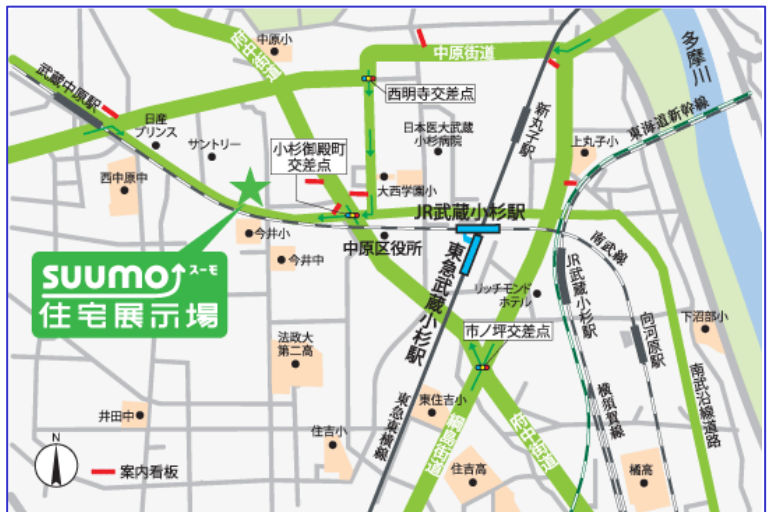 中原小
府中街道
中原街道
多摩川
武蔵中原駅
西明寺交差点
新丸子駅
東海道新幹線
日産
プリンス
サントリー
小杉御殿町
交差点
日本医大武蔵
小杉病院
上丸子小
西中原中
大西学園小
JR武蔵小杉駅
今井小
中原区役所
南武線
今井中
東急武蔵小杉駅
リッチモンド
ホテル
JR武蔵小杉駅
向河原駅
下沼部小
SUUMO スーモ
住宅展示場
市ノ坪交差点
法政大
第二高
南武沿線道路
東急東横線
東住吉小
横須賀線
井田中
住吉小
綱島街道
府中街道
N
案内看板
住吉高
橘高